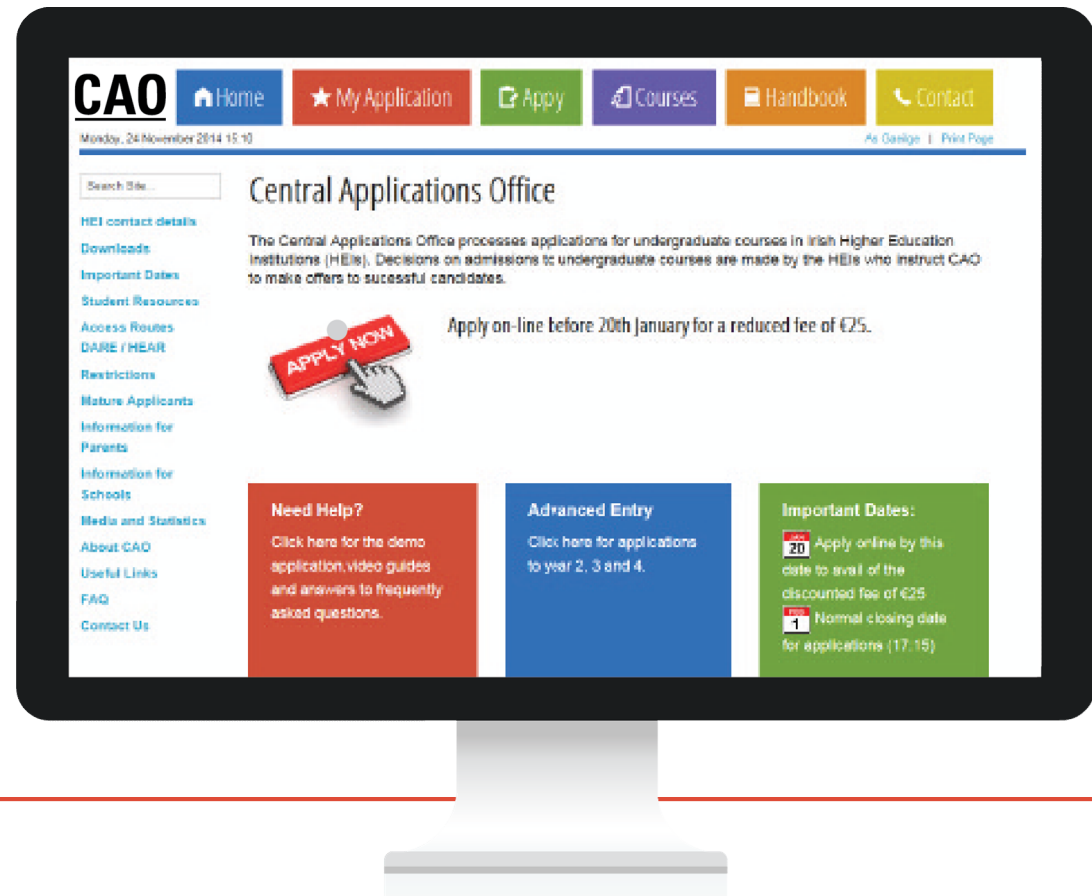 CAO
Home
My Application
Appy
Courses
Handbook
Contact
Monday, 24 November 2014 15:10
As Gaeilge | Print Page
Search Site...
HEI contact details
Downloads
Important Dates
Student Resources
Access Routes
DARE / HEAR
Restrictions
Mature Applicants
Information for
Parents
Information for
Schools
Media and Statistics
About CAO
Useful Links
FAQ
Contact Us
Central Applications Office
The Central Applications Office processes applications for undergraduate courses in Irish Higher Education
Institutions (HEIs). Decisions on admissions to undergraduate courses are made by the HEIs who instruct CAO
to make offers to sucessful candidates.
APPLY NOW
Apply on-line before 20th January for a reduced fee of €25.
Need Help?
Click here for the demo
application,video guides
and answers to frequently
asked questions.
Advanced Entry
Click here for applications
to year 2, 3 and 4.
Important Dates:
JAN
20 Apply online by this
date to avail of the
discounted fee of €25
FEB
1 Normal closing date
for applications (17:15)